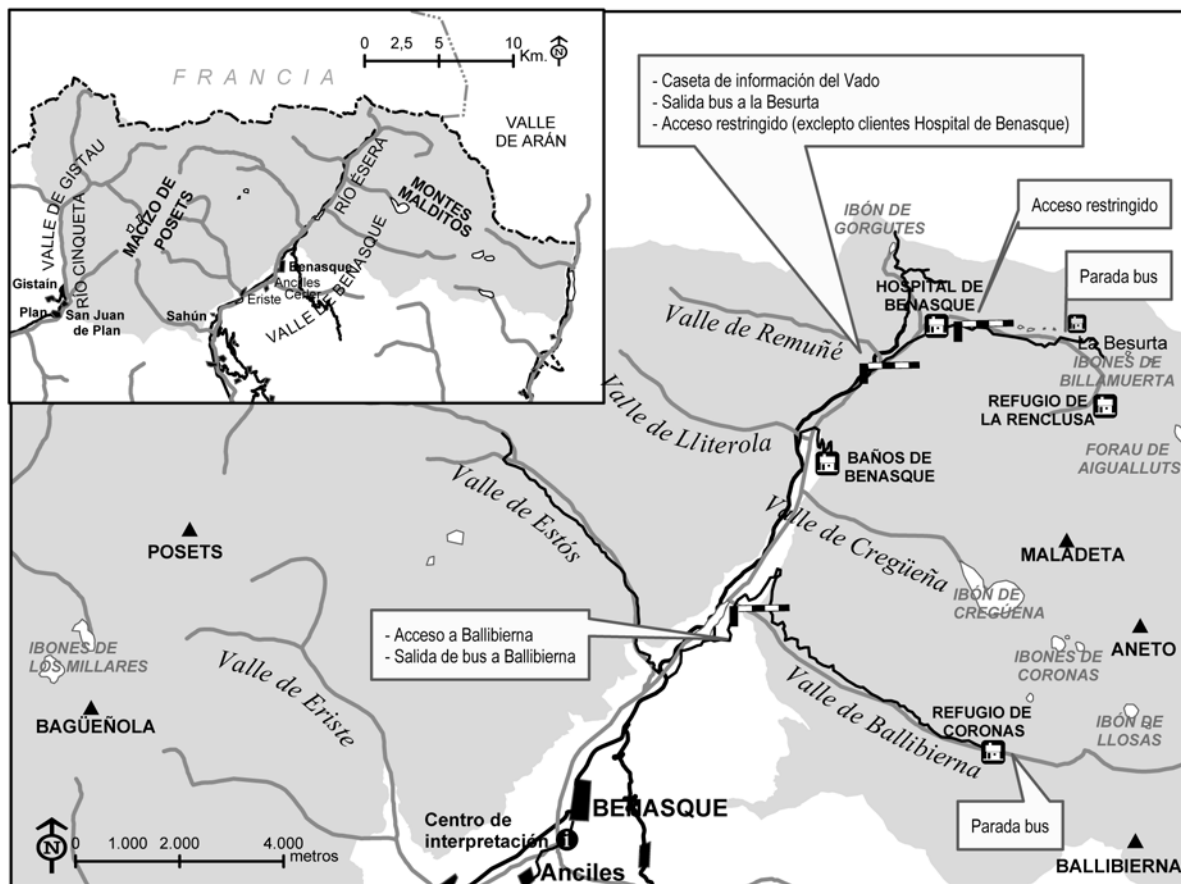 0 2,5 10
Km.
N
FRANCIA
VALLE
DE ARÁN
VALLE DE GISTAU
RÍO CINQUETA
MACIZO DE
POSETS
RÍO ÉSERA
MONTES
MALDITOS
VALLE DE BENASQUE
Benasque
Anciles
Cerler
Eriste
Sahún
Gistaín
Plan
San Juan
de Plan
- Caseta de información del Vado
- Salida bus a la Besurta
- Acceso restringido (exclepto clientes Hospital de Benasque)
Acceso restringido
Parada bus
IBÓN DE
GORGUTES
HOSPITAL DE
BENASQUE
La Besurta
IBONES DE
BILLAMUERTA
Valle de Remuñé
REFUGIO DE
LA RENCLUSA
FORAU DE
AIGUALLUTS
Valle de Lliterola
BAÑOS DE
BENASQUE
Valle de Estós
Valle de Cregüeña
POSETS
MALADETA
IBÓN DE
CREGÜENA
- Acceso a Ballibierna
- Salida de bus a Ballibierna
IBONES DE
LOS MILLARES
ANETO
IBONES DE
CORONAS
Valle de Eriste
Valle de Ballibierna
BAGÜEÑOLA
REFUGIO DE
CORONAS
IBÓN DE
LLOSAS
Parada bus
BENASQUE
Centro de
interpretación
i
Anciles
BALLIBIERNA
N
0 1.000 2.000 4.000
metros